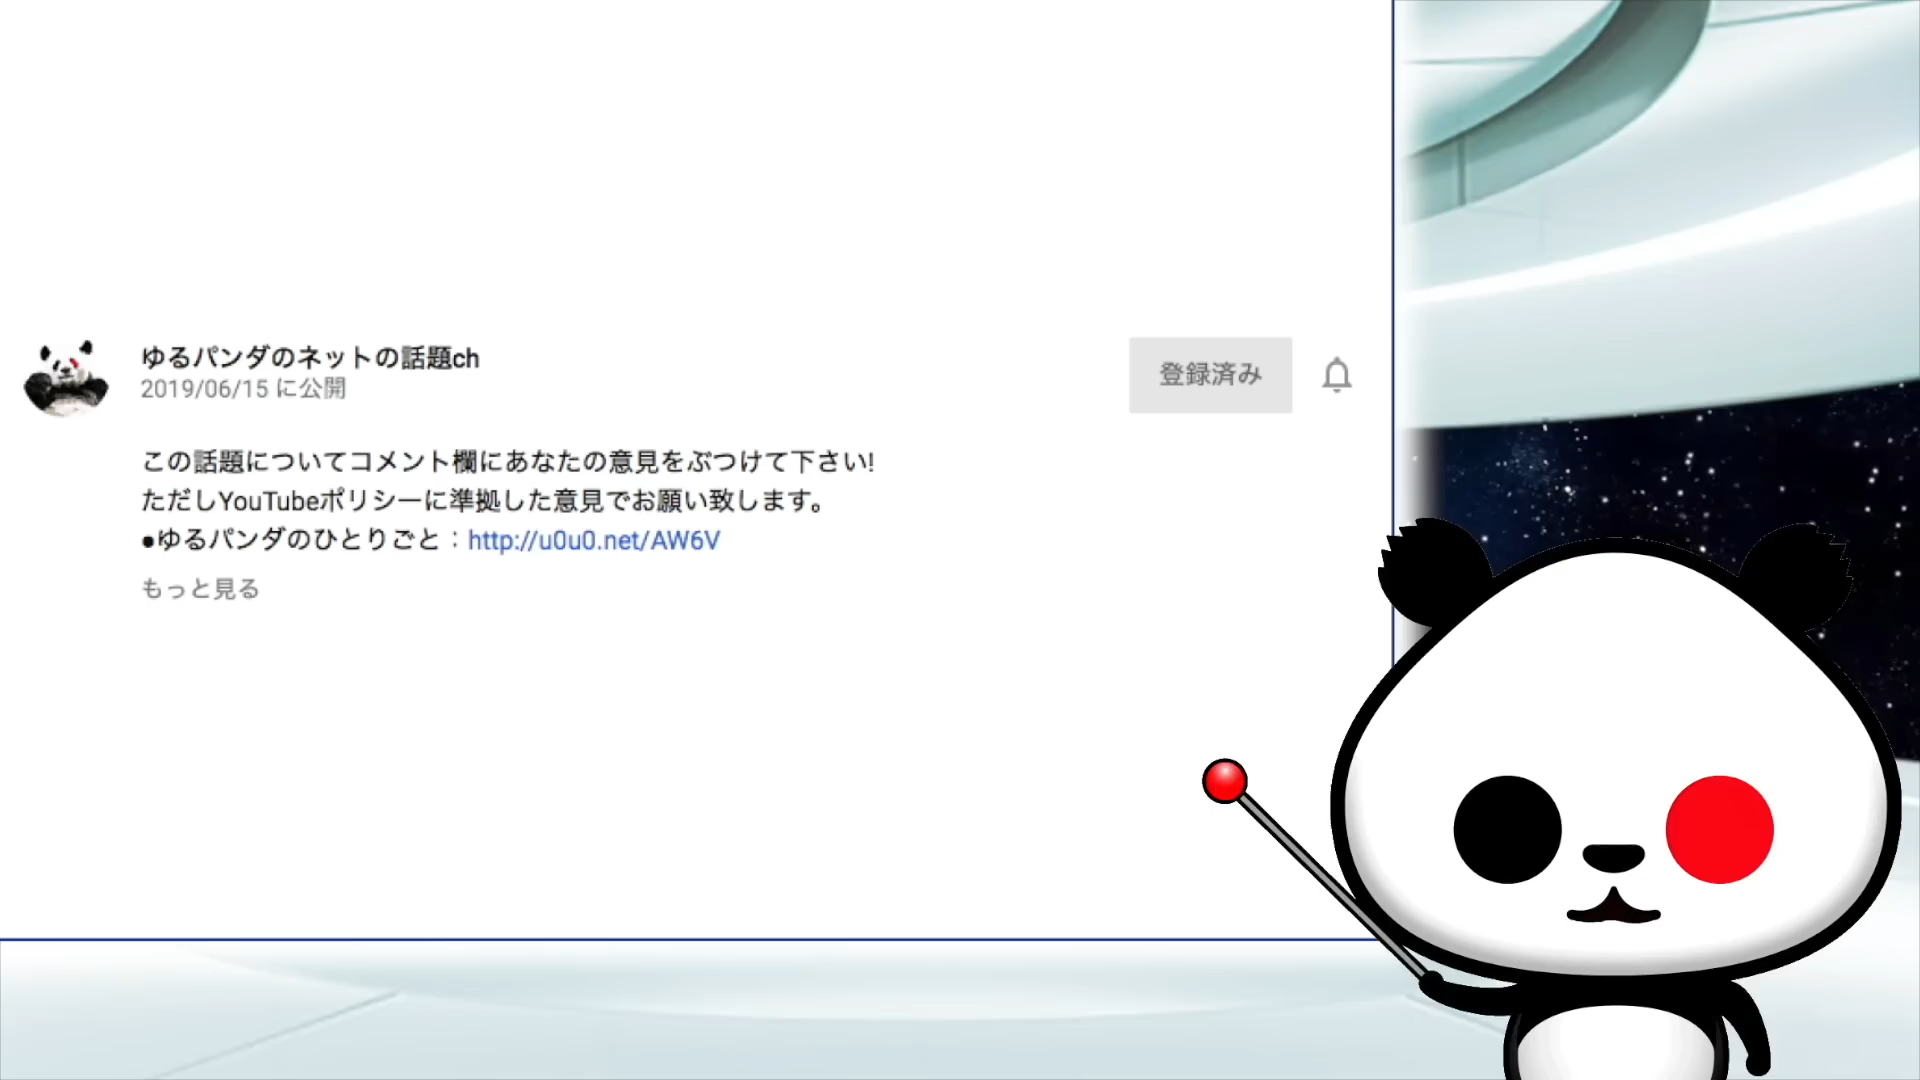 ゆるパンダのネットの話題ch
2019/06/15 に公開
登録済み
この話題についてコメント欄にあなたの意見をぶつけて下さい!
ただしYouTubeポリシーに準拠した意見でお願い致します。
●ゆるパンダのひとりごと：http://u0u0.net/AW6V
もっと見る